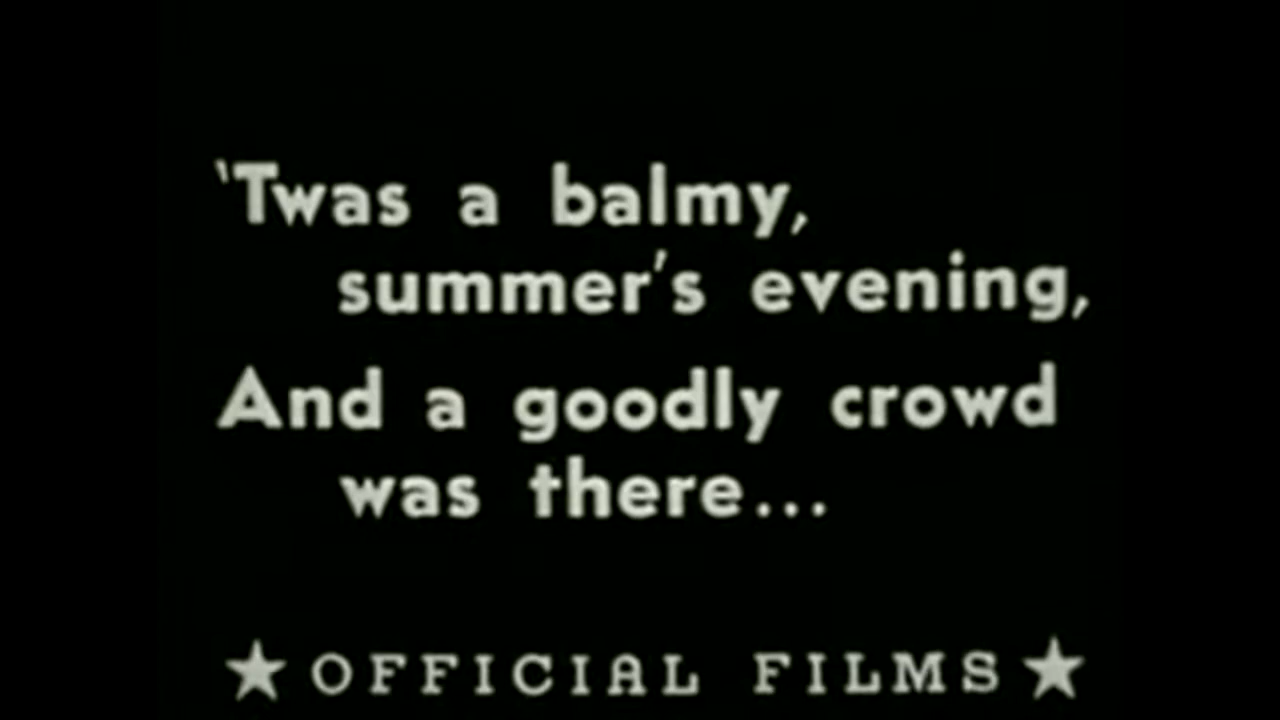 ‘Twas a balmy,
summer's evening,
And a goodly crowd
was there...
★ OFFICIAL FILMS ★